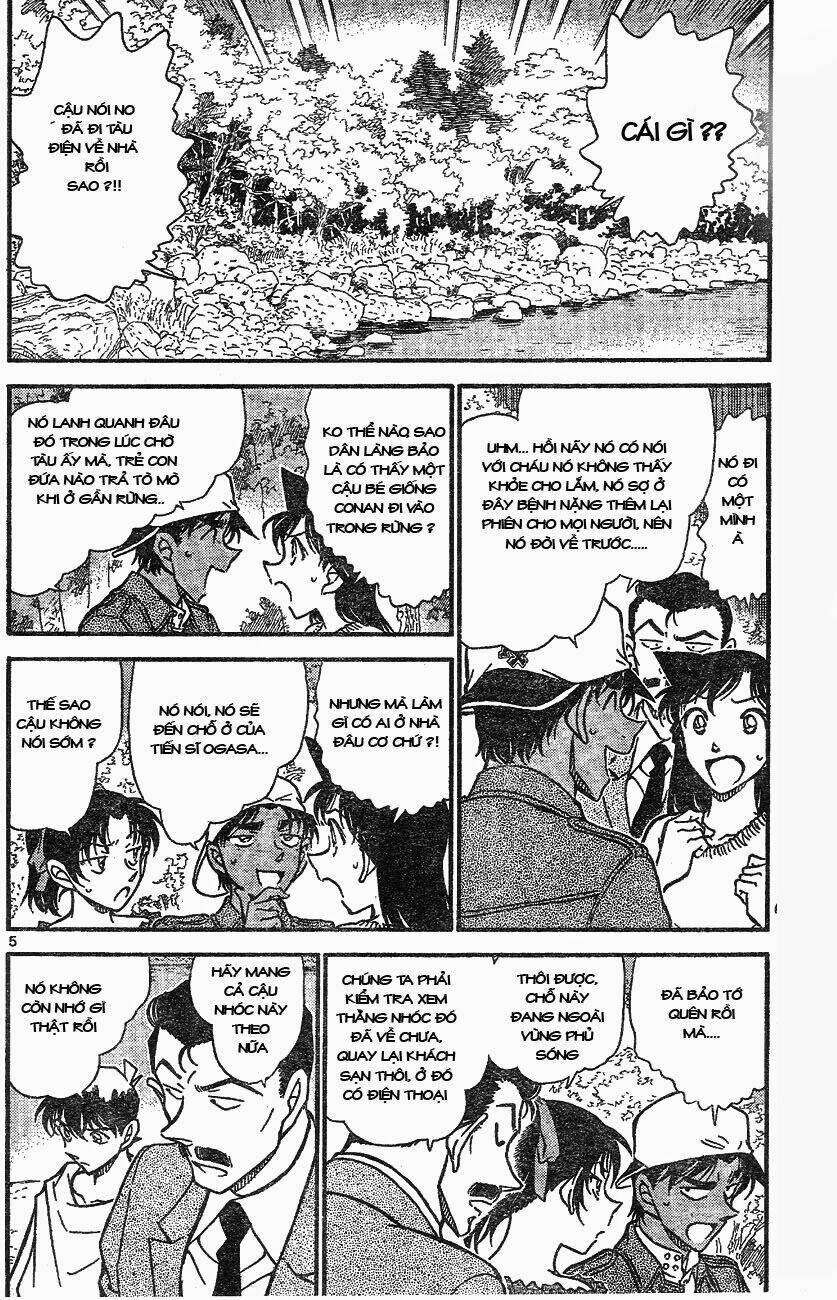 CÁI GÌ ??
CẬU NÓI NO
ĐÃ ĐI TÀU
ĐIỆN VỀ NHÀ
RỒI
SAO ?!!
NÓ ĐI
CÓ
MỘT
MÌNH
À
UHM... HỒI NÃY NÓ CÓ NÓI
VỚI CHÁU NÓ KHÔNG THẤY
KHỎE CHO LẮM, NÓ SỢ Ở
ĐÂY BỆNH NẶNG THÊM LẠI
PHIỀN CHO MỌI NGƯỜI, NÊN
NÓ ĐÒI VỀ TRƯỚC.....
KO THỂ NÀO, SAO
DÂN LÀNG BẢO
LÀ CÓ THẤY MỘT
CẬU BÉ GIỐNG
CONAN ĐI VÀO
TRONG RỪNG ?
NÓ LANH QUANH ĐÂU
ĐÓ TRONG LÚC CHỜ
TÀU ẤY MÀ, TRẺ CON
ĐỨA NÀO TRẢ TÒ MÒ
KHI Ở GẦN RỪNG..
NHƯNG MÀ LÀM
GÌ CÓ AI Ở NHÀ
ĐÂU CƠ CHỨ ?!
NÓ NÓI, NÓ SẼ
ĐẾN CHỖ Ở CỦA
TIẾN SĨ OGASA...
THẾ SAO
CẬU KHÔNG
NÓI SỚM ?
5
ĐÃ BẢO TỚ
QUÊN RỒI
MÀ....
THÔI ĐƯỢC,
CHỖ NÀY
ĐANG NGOÀI
VÙNG PHỦ
SÓNG
CHÚNG TA PHẢI
KIỂM TRA XEM
THẰNG NHÓC ĐÓ
ĐÃ VỀ CHƯA,
QUAY LẠI KHÁCH
SẠN THÔI, Ở ĐÓ
CÓ ĐIỆN THOẠI
HÃY MANG
CẢ CẬU
NHÓC NÀY
THEO
NỮA
NÓ KHÔNG
CÒN NHỚ GÌ
THẬT RỒI